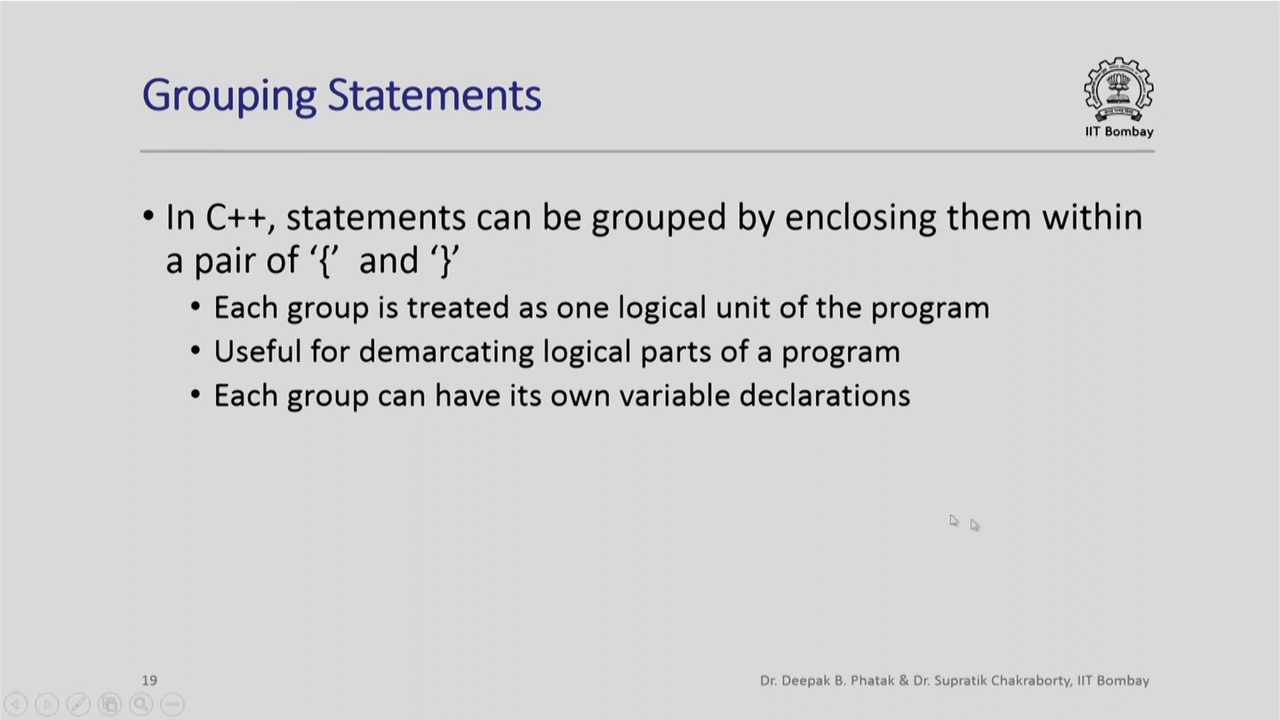 Grouping Statements
IIT Bombay
• In C++, statements can be grouped by enclosing them within
a pair of ‘{’ and ‘}’
• Each group is treated as one logical unit of the program
• Useful for demarcating logical parts of a program
• Each group can have its own variable declarations
19
Dr. Deepak B. Phatak & Dr. Supratik Chakraborty, IIT Bombay